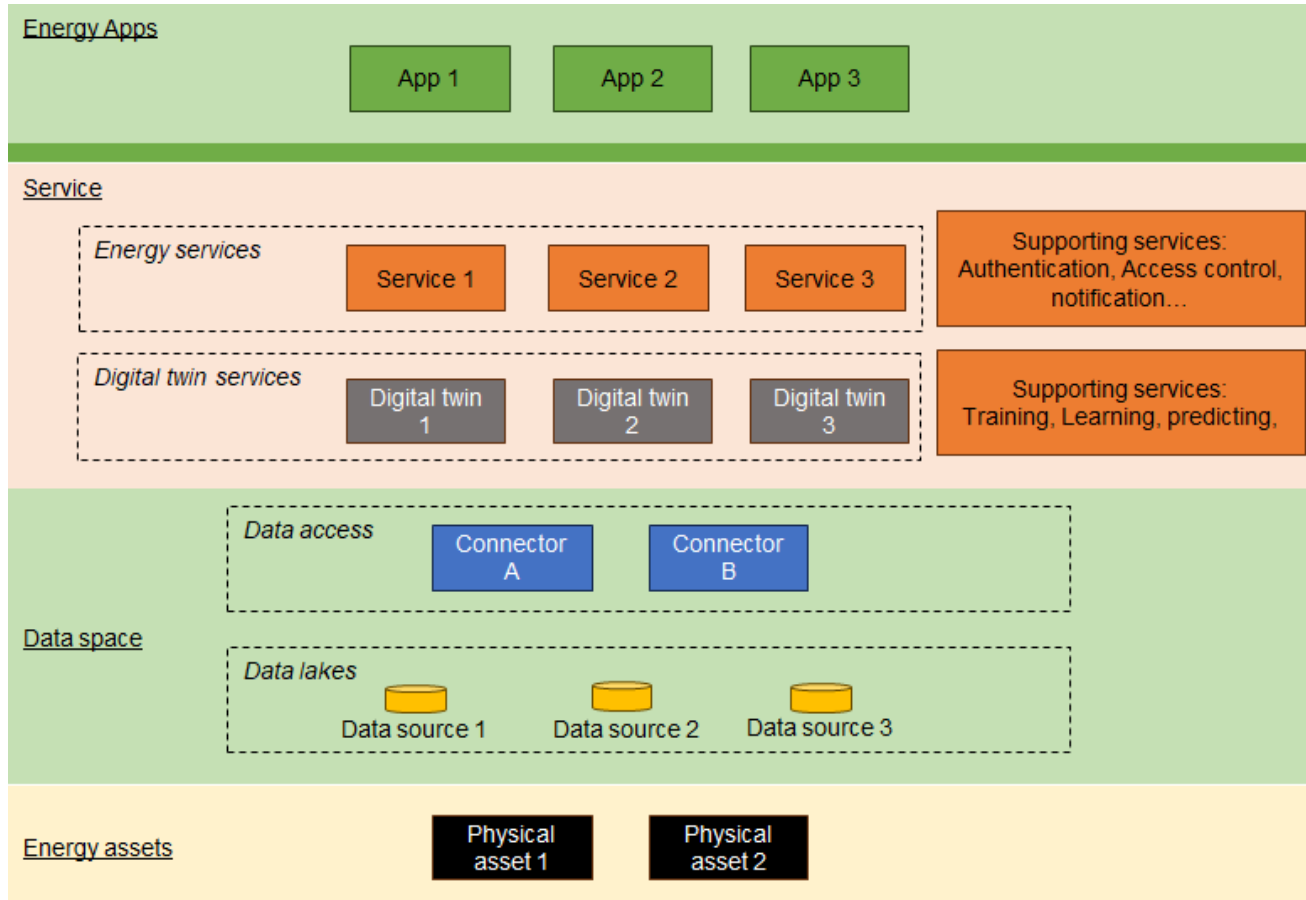 Energy Apps
App 1
App 2
App 3
Service
Energy services
Service 1
Service 2
Service 3
Supporting services:
Authentication, Access control,
notification…
Digital twin services
Digital twin
1
Digital twin
2
Digital twin
3
Supporting services:
Training, Learning, predicting,
Data access
Connector
A
Connector
B
Data space
Data lakes
Data source 1
Data source 2
Data source 3
Energy assets
Physical
asset 1
Physical
asset 2